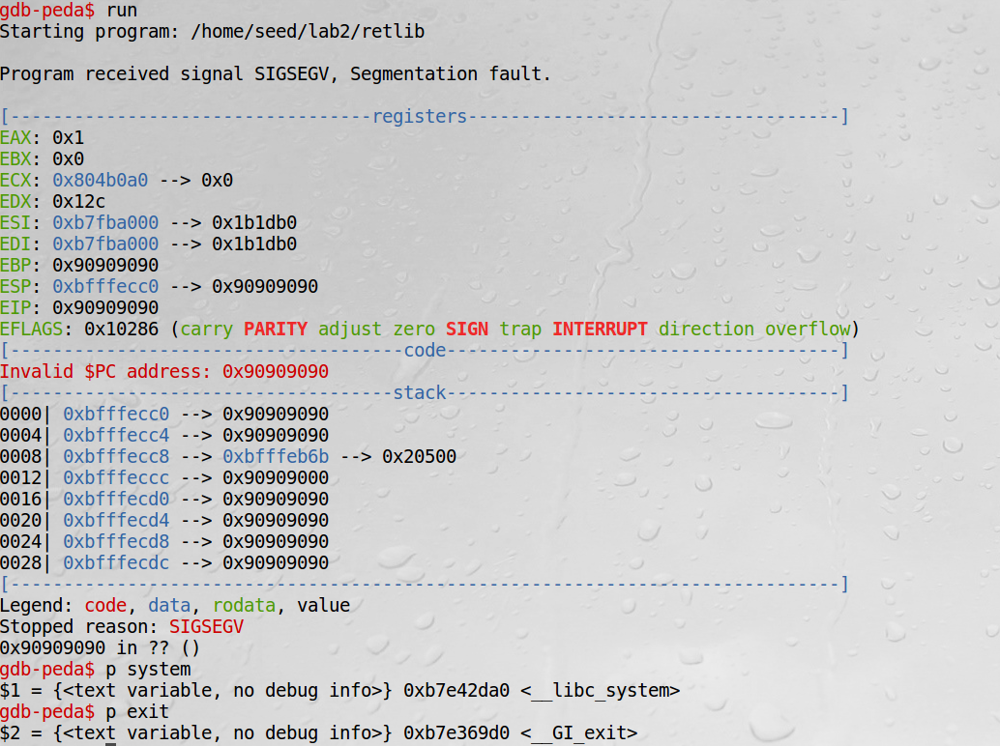 gdb-peda$ run
Starting program: /home/seed/lab2/retlib
Program received signal SIGSEGV, Segmentation fault.
[----------------------------------registers-----------------------------------]
EAX: 0x1
EBX: 0x0
ECX: 0x804b0a0 --> 0x0
EDX: 0x12c
ESI: 0xb7fba000 --> 0x1b1db0
EDI: 0xb7fba000 --> 0x1b1db0
EBP: 0x90909090
ESP: 0xbfffecc0 --> 0x90909090
EIP: 0x90909090
EFLAGS: 0x10286 (carry PARITY adjust zero SIGN trap INTERRUPT direction overflow)
[-------------------------------------code-------------------------------------]
Invalid $PC address: 0x90909090
[------------------------------------stack-------------------------------------]
0000| 0xbfffecc0 --> 0x90909090
0004| 0xbfffecc4 --> 0x90909090
0008| 0xbfffecc8 --> 0xbfffeb6b --> 0x20500
0012| 0xbfffeccc --> 0x90909000
0016| 0xbfffecd0 --> 0x90909090
0020| 0xbfffecd4 --> 0x90909090
0024| 0xbfffecd8 --> 0x90909090
0028| 0xbfffecdc --> 0x90909090
[------------------------------------------------------------------------------]
Legend: code, data, rodata, value
Stopped reason: SIGSEGV
0x90909090 in ?? ()
gdb-peda$ p system
$1 = {<text variable, no debug info>} 0xb7e42da0 <__libc_system>
gdb-peda$ p exit
$2 = {<text variable, no debug info>} 0xb7e369d0 <__GI_exit>